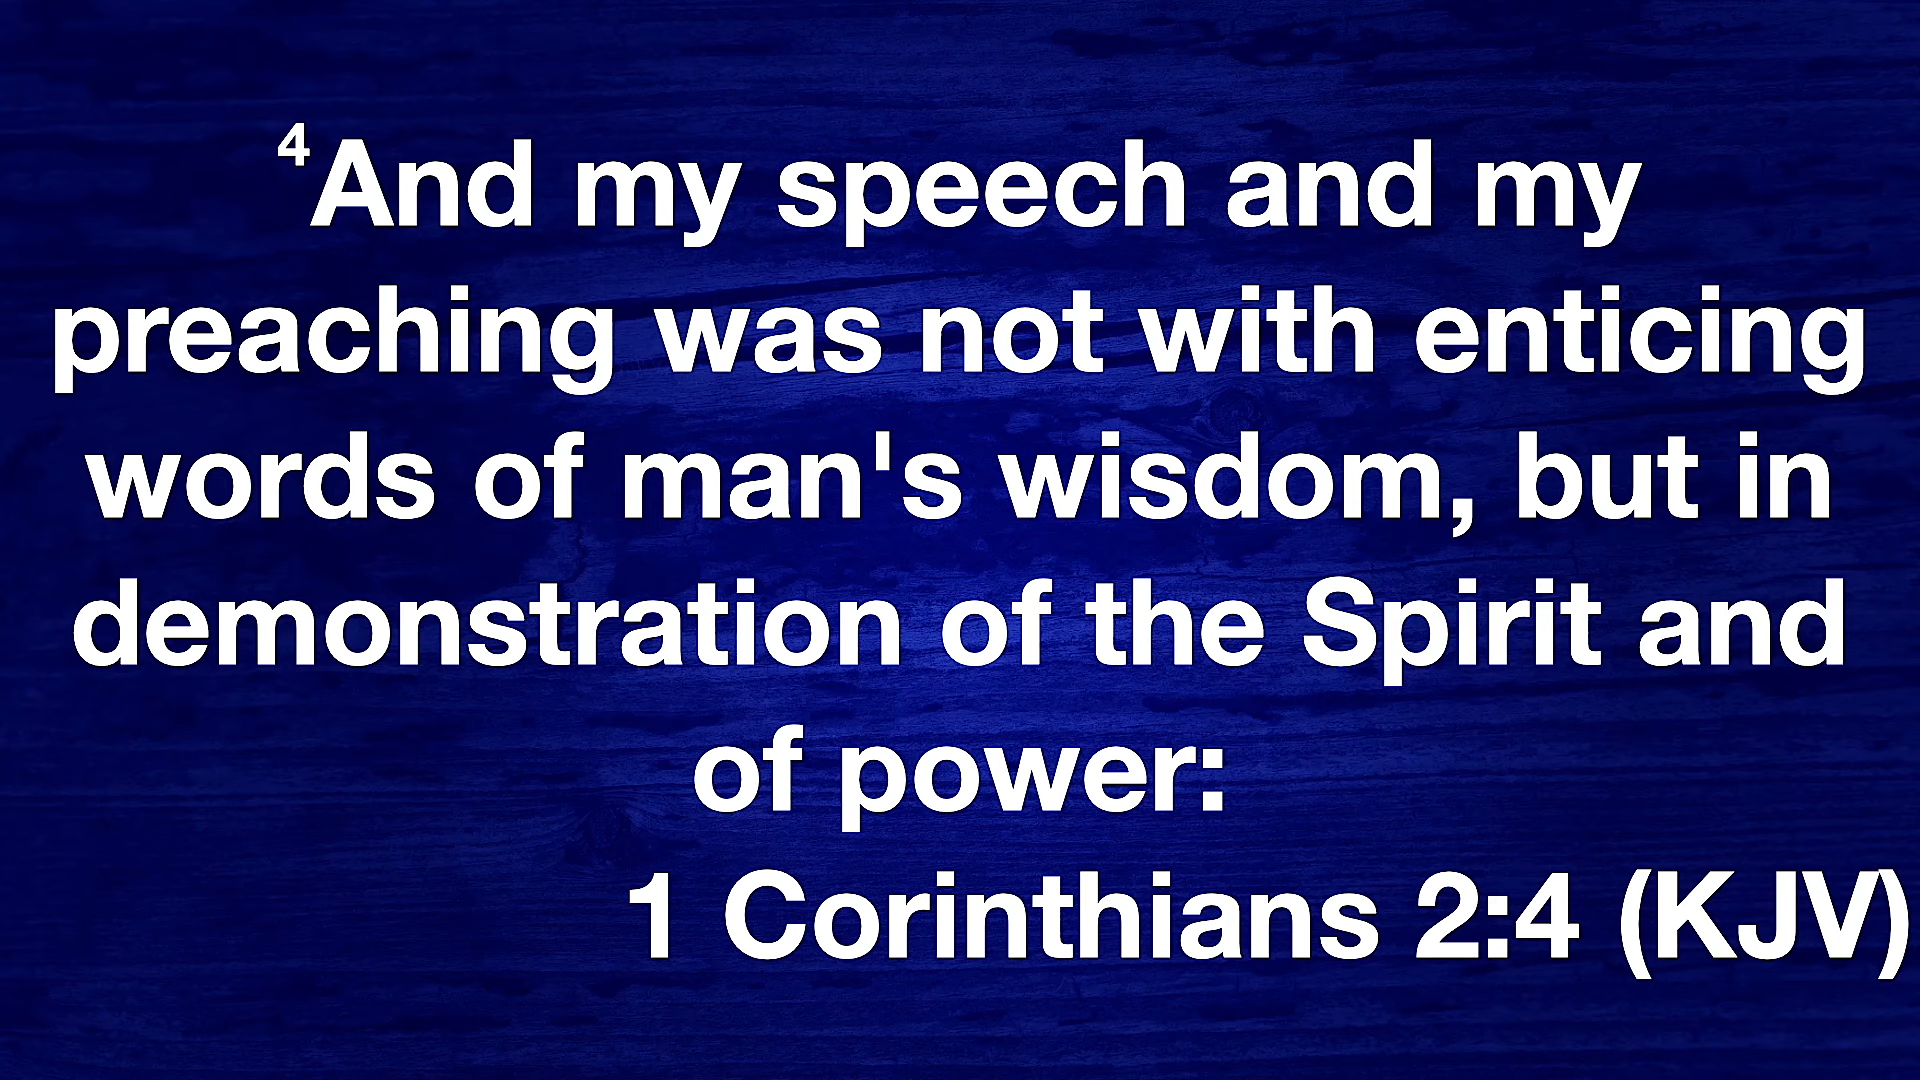 ⁴And my speech and my
preaching was not with enticing
words of man's wisdom, but in
demonstration of the Spirit and
of power:
1 Corinthians 2:4 (KJV)